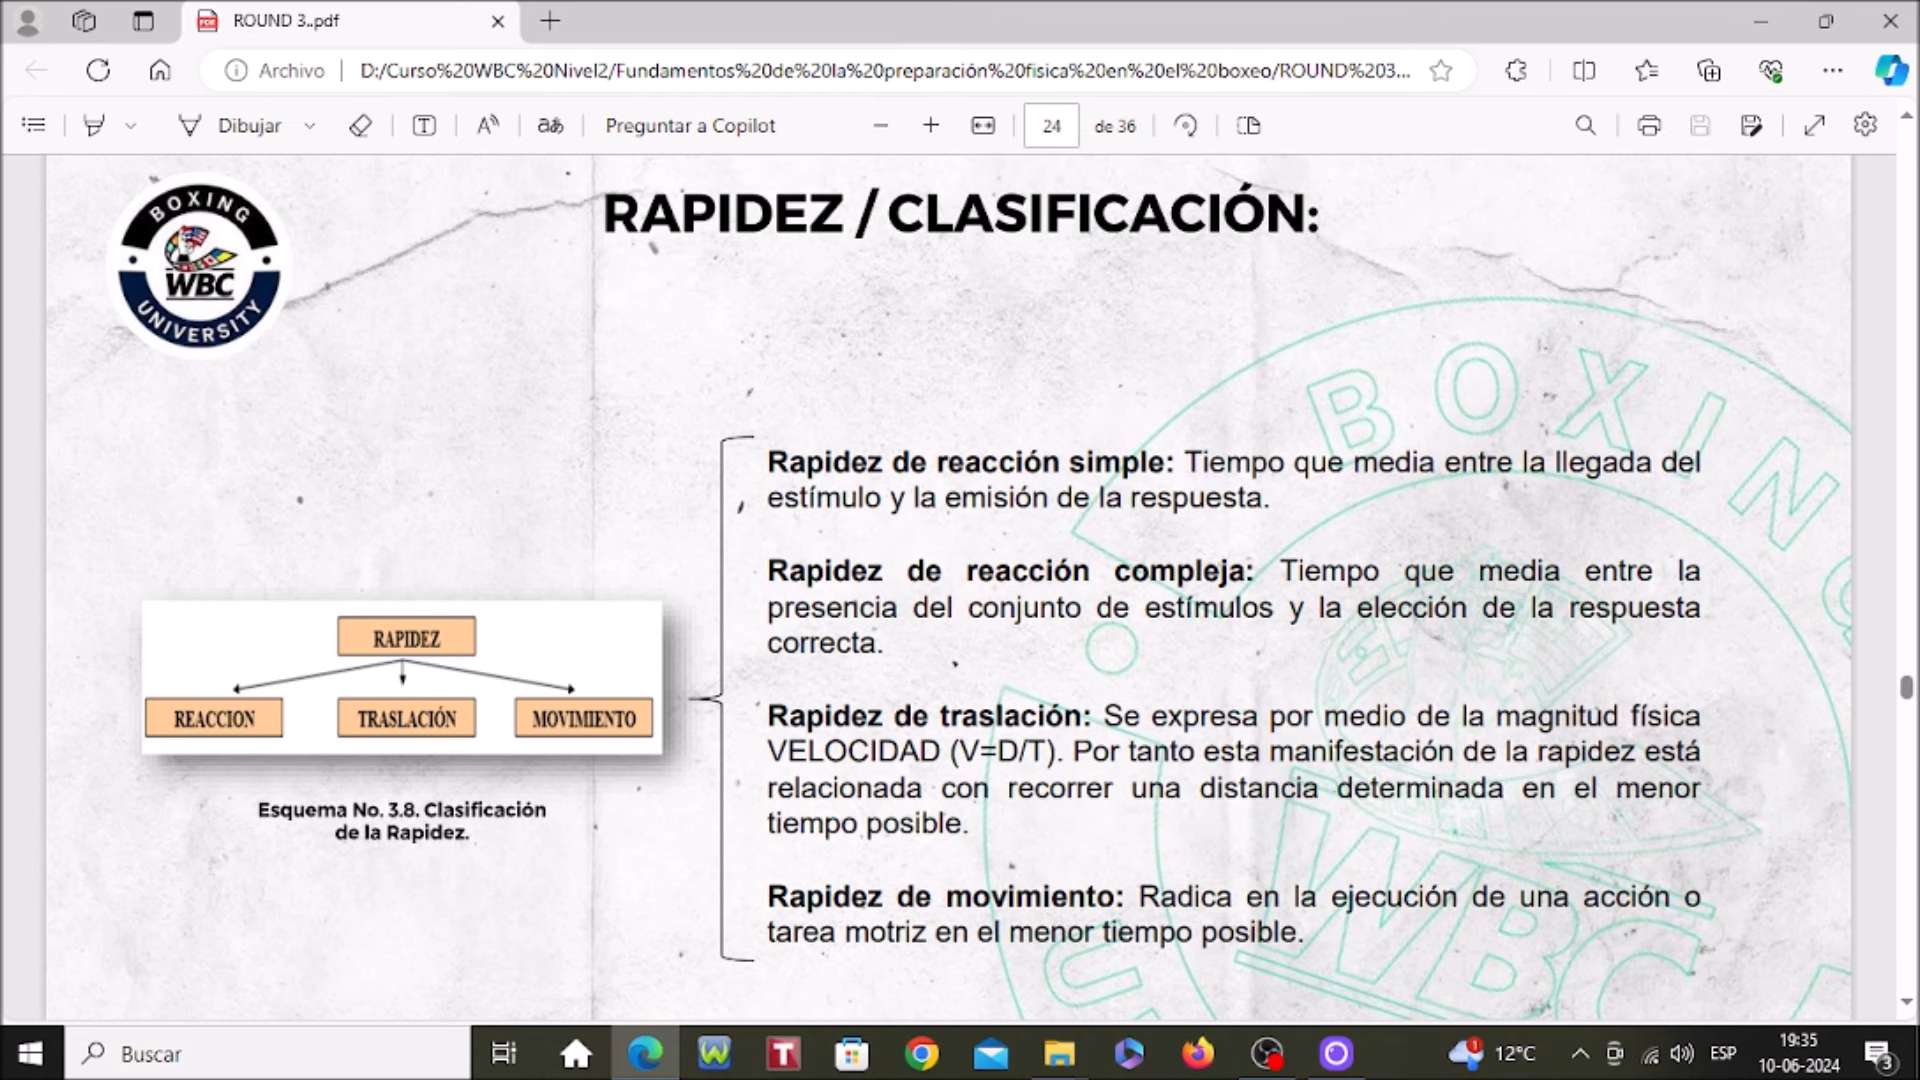 ROUND 3..pdf
Archivo
D:/Curso%20WBC%20Nivel2/Fundamentos%20de%20la%20preparación%20fisica%20en%20el%20boxeo/ROUND%203...
Dibujar
Preguntar a Copilot
24
de 36
BOXING
WBC
UNIVERSITY
RAPIDEZ / CLASIFICACIÓN:
RAPIDEZ
REACCION
TRASLACIÓN
MOVIMIENTO
Esquema No. 3.8. Clasificación
de la Rapidez.
Rapidez de reacción simple: Tiempo que media entre la llegada del
estímulo y la emisión de la respuesta.
Rapidez de reacción compleja: Tiempo que media entre la
presencia del conjunto de estímulos y la elección de la respuesta
correcta.
Rapidez de traslación: Se expresa por medio de la magnitud física
VELOCIDAD (V=D/T). Por tanto esta manifestación de la rapidez está
relacionada con recorrer una distancia determinada en el menor
tiempo posible.
Rapidez de movimiento: Radica en la ejecución de una acción o
tarea motriz en el menor tiempo posible.
BOXING
WBC
Buscar
12°C
ESP
19:35
10-06-2024
3